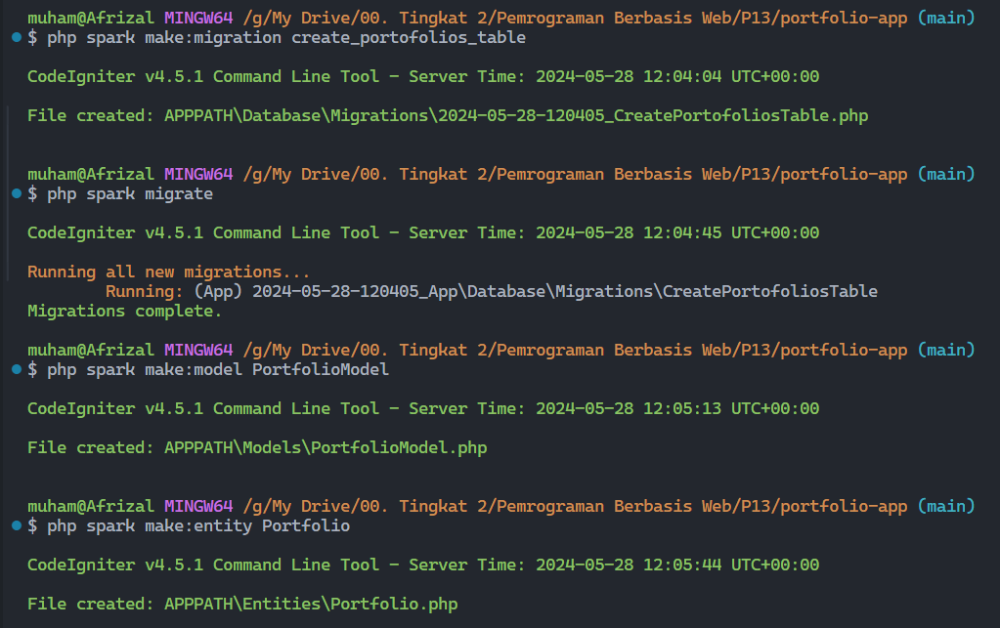 muham@Afrizal MINGW64 /g/My Drive/00. Tingkat 2/Pemrograman Berbasis Web/P13/portfolio-app (main)
$ php spark make:migration create_portofolios_table
CodeIgniter v4.5.1 Command Line Tool - Server Time: 2024-05-28 12:04:04 UTC+00:00
File created: APPPATH\Database\Migrations\2024-05-28-120405_CreatePortofoliosTable.php
muham@Afrizal MINGW64 /g/My Drive/00. Tingkat 2/Pemrograman Berbasis Web/P13/portfolio-app (main)
$ php spark migrate
CodeIgniter v4.5.1 Command Line Tool - Server Time: 2024-05-28 12:04:45 UTC+00:00
Running all new migrations...
Running: (App) 2024-05-28-120405_App\Database\Migrations\CreatePortofoliosTable
Migrations complete.
muham@Afrizal MINGW64 /g/My Drive/00. Tingkat 2/Pemrograman Berbasis Web/P13/portfolio-app (main)
$ php spark make:model PortfolioModel
CodeIgniter v4.5.1 Command Line Tool - Server Time: 2024-05-28 12:05:13 UTC+00:00
File created: APPPATH\Models\PortfolioModel.php
muham@Afrizal MINGW64 /g/My Drive/00. Tingkat 2/Pemrograman Berbasis Web/P13/portfolio-app (main)
$ php spark make:entity Portfolio
CodeIgniter v4.5.1 Command Line Tool - Server Time: 2024-05-28 12:05:44 UTC+00:00
File created: APPPATH\Entities\Portfolio.php